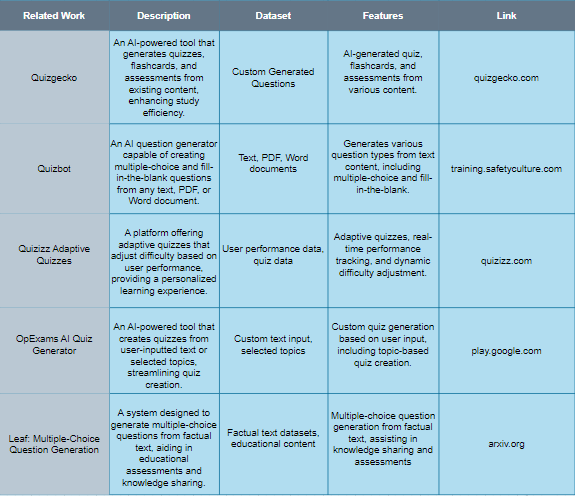 Related Work Description Dataset Features Link
Quizgecko
An AI-powered tool that
generates quizzes,
flashcards, and
assessments from
existing content,
enhancing study
efficiency.
Custom Generated
Questions
AI-generated quiz,
flashcards, and
assessments from
various content.
quizgecko.com
Quizbot
An AI question generator
capable of creating
multiple-choice and fill-
in-the-blank questions
from any text, PDF, or
Word document.
Text, PDF, Word
documents
Generates various
question types from text
content, including
multiple-choice and fill-
in-the-blank.
training.safetyculture.com
Quizizz Adaptive
Quizzes
A platform offering
adaptive quizzes that
adjust difficulty based on
user performance,
providing a personalized
learning experience.
User performance data,
quiz data
Adaptive quizzes, real-
time performance
tracking, and dynamic
difficulty adjustment.
quizizz.com
OpExams AI Quiz
Generator
An AI-powered tool that
creates quizzes from
user-inputted text or
selected topics,
streamlining quiz
creation.
Custom text input,
selected topics
Custom quiz generation
based on user input,
including topic-based
quiz creation.
play.google.com
Leaf: Multiple-Choice
Question Generation
A system designed to
generate multiple-choice
questions from factual
text, aiding in
educational
assessments and
knowledge sharing.
Factual text datasets,
educational content
Multiple-choice question
generation from factual
text, assisting in
knowledge sharing and
assessments
arxiv.org